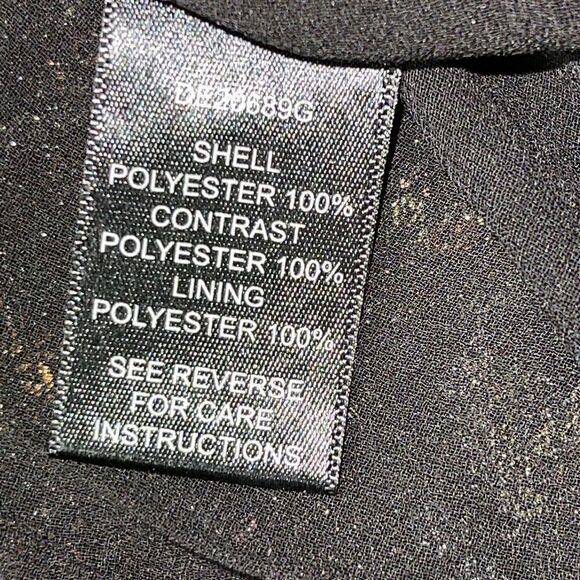 SHELL
POLYESTER 100%
CONTRAST
POLYESTER 100%
LINING
POLYESTER 100%
SEE REVERSE
FOR CARE
INSTRUCTIONS